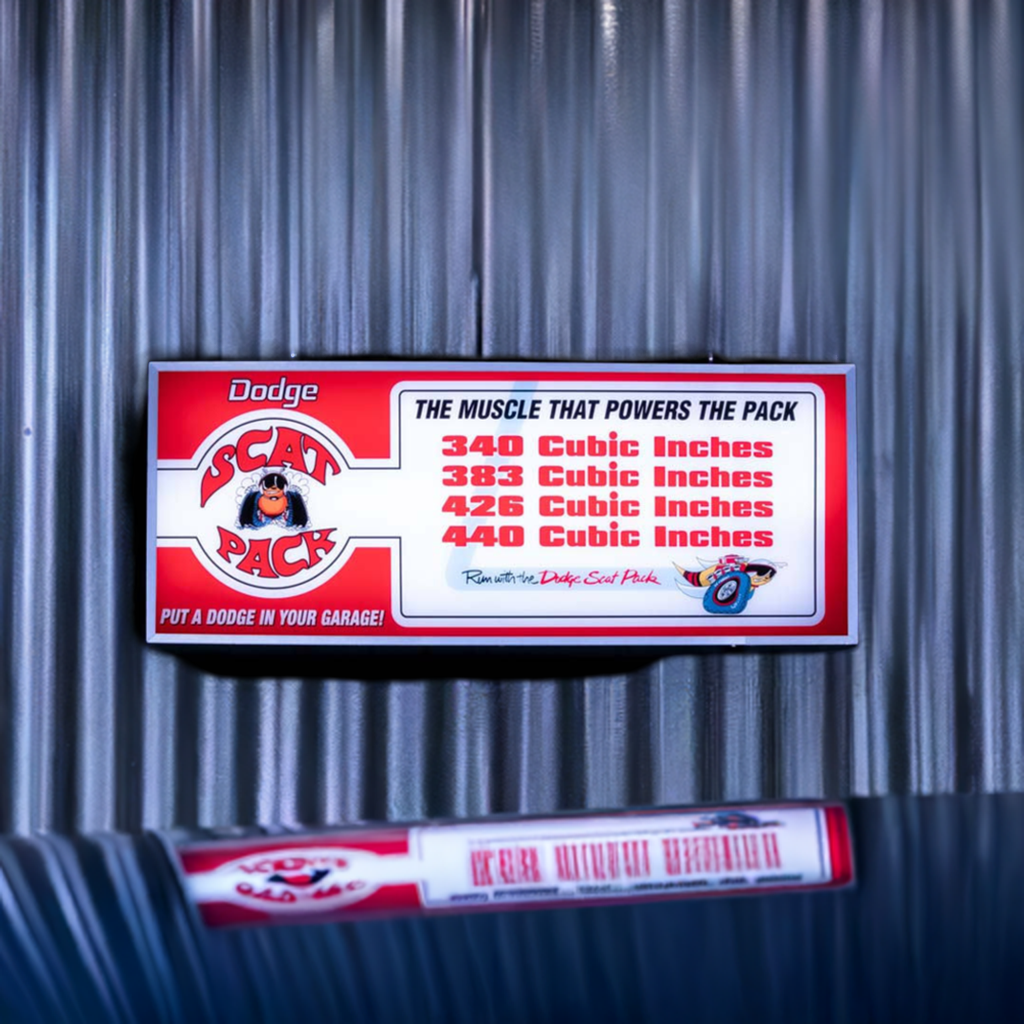 Dodge
SCAT
PACK
PUT A DODGE IN YOUR GARAGE!
THE MUSCLE THAT POWERS THE PACK
340 Cubic Inches
383 Cubic Inches
426 Cubic Inches
440 Cubic Inches
Run with the Dodge Scat Pack